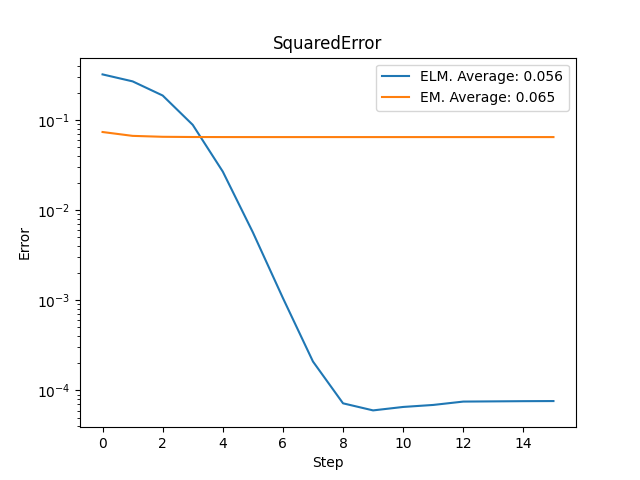 SquaredError
ELM. Average: 0.056
EM. Average: 0.065
Error
10⁻¹
10⁻²
10⁻³
10⁻⁴
0 2 4 6 8 10 12 14
Step